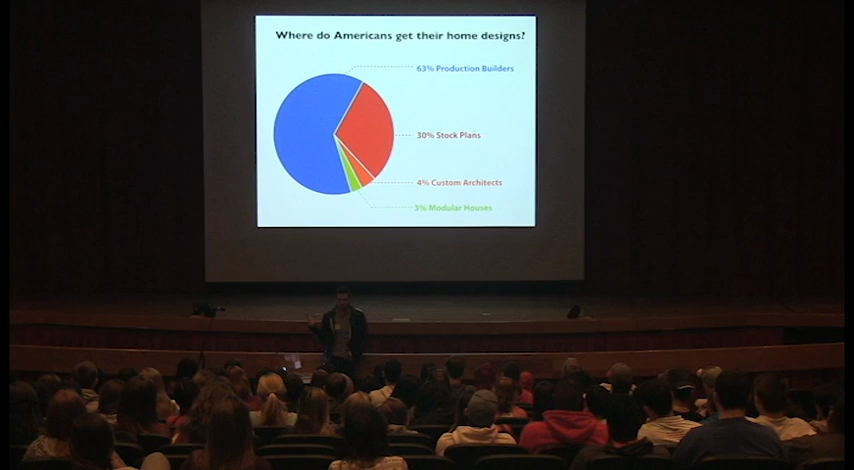 Where do Americans get their home designs?
63% Production Builders
30% Stock Plans
4% Custom Architects
3% Modular Houses